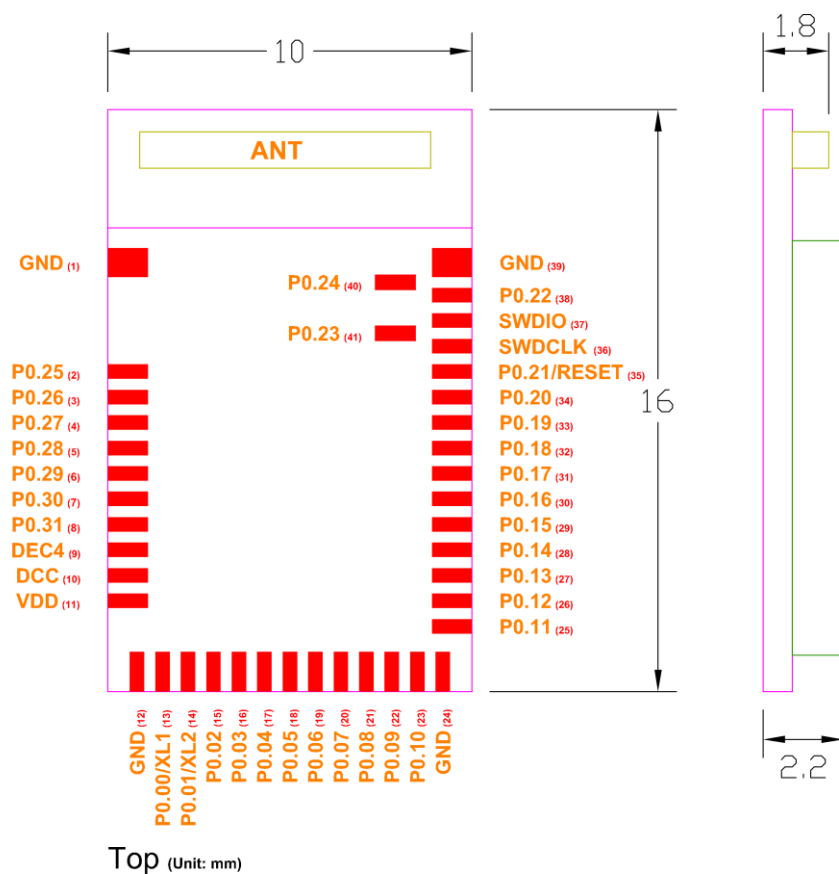 10
1.8
ANT
GND (1)
GND (39)
P0.24 (40)
P0.22 (38)
SWDIO (37)
P0.23 (41)
SWDCLK (36)
P0.25 (2)
P0.21/RESET (35)
P0.26 (3)
P0.20 (34)
16
P0.27 (4)
P0.19 (33)
P0.28 (5)
P0.18 (32)
P0.29 (6)
P0.17 (31)
P0.30 (7)
P0.16 (30)
P0.31 (8)
P0.15 (29)
DEC4 (9)
P0.14 (28)
DCC (10)
P0.13 (27)
VDD (11)
P0.12 (26)
P0.11 (25)
GND (12)
P0.00/XL1 (13)
P0.01/XL2 (14)
P0.02 (15)
P0.03 (16)
P0.04 (17)
P0.05 (18)
P0.06 (19)
P0.07 (20)
P0.08 (21)
P0.09 (22)
P0.10 (23)
GND (24)
2.2
Top (Unit: mm)